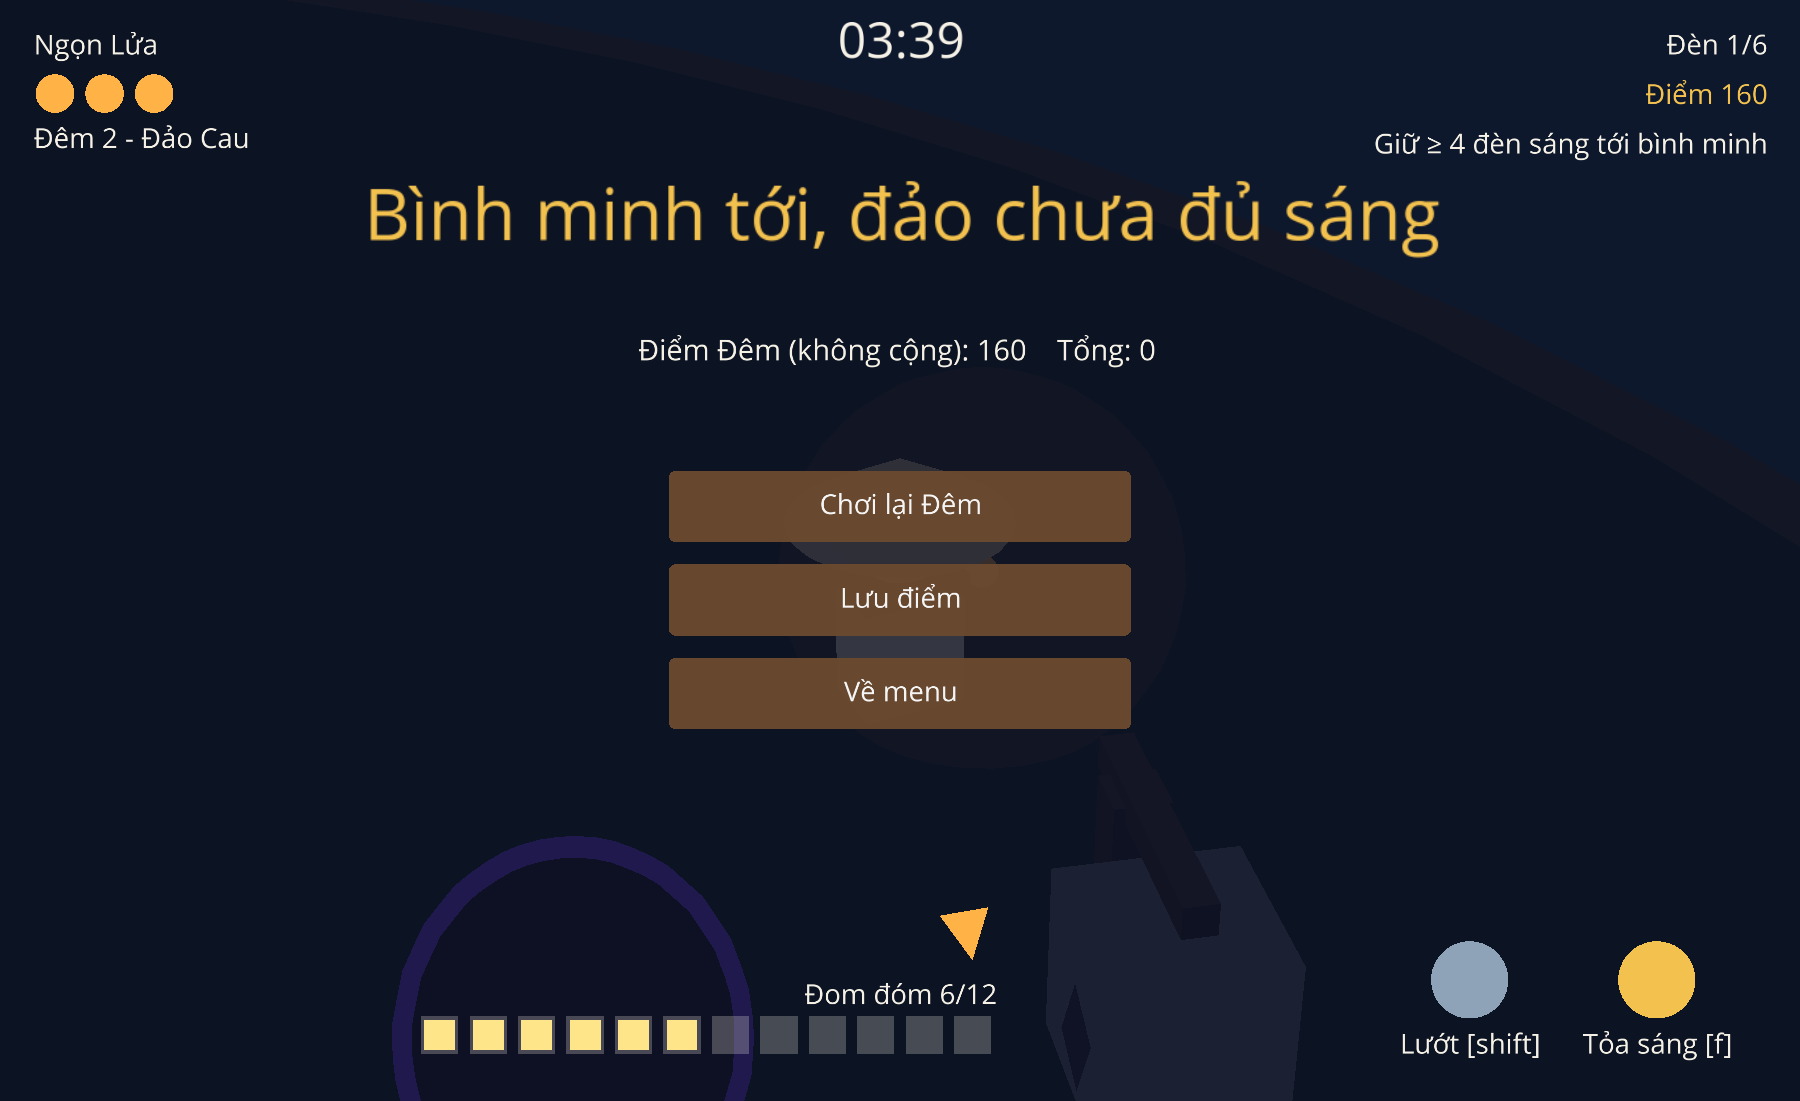 Ngọn Lửa
03:39
Đèn 1/6
Điểm 160
Đêm 2 - Đảo Cau
Giữ ≥ 4 đèn sáng tới bình minh
Bình minh tới, đảo chưa đủ sáng
Điểm Đêm (không cộng): 160 Tổng: 0
Chơi lại Đêm
Lưu điểm
Về menu
Đom đóm 6/12
Lướt [shift]
Tỏa sáng [f]